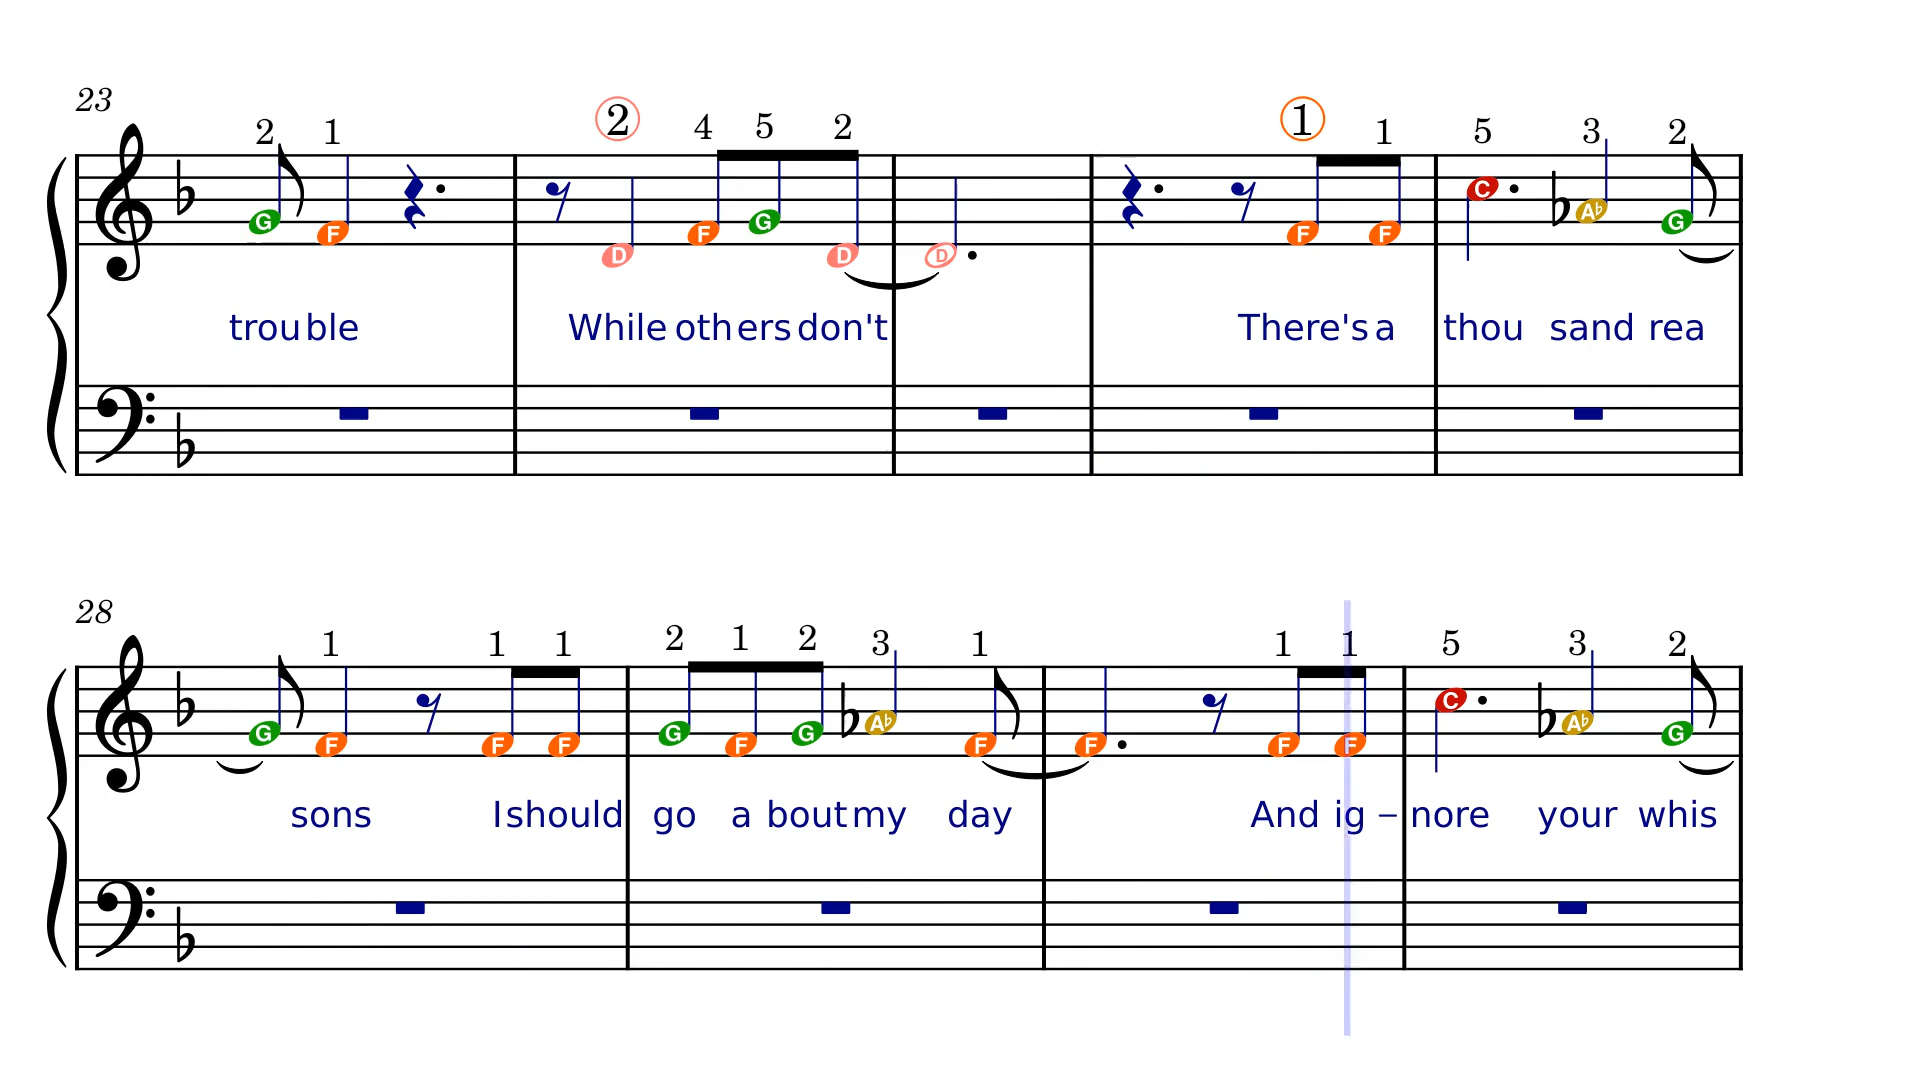 23
2 1 2 4 5 2 1 1 5 3 2
G F D F G D D F F C A♭ G
trou ble While oth ers don't There's a thou sand rea
28
1 1 1 2 1 2 3 1 1 1 5 3 2
G F F F G F G A♭ F F F F C A♭ G
sons I should go a bout my day And ig – nore your whis